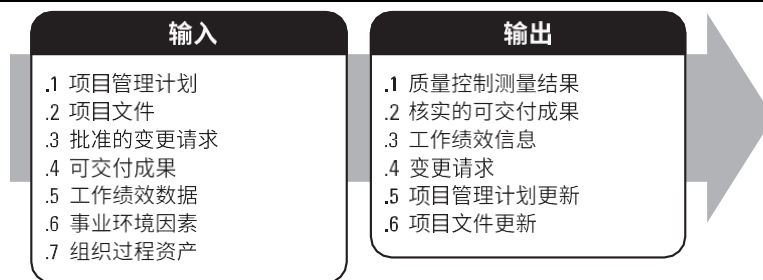 输入
.1 项目管理计划
.2 项目文件
.3 批准的变更请求
.4 可交付成果
.5 工作绩效数据
.6 事业环境因素
.7 组织过程资产
输出
.1 质量控制测量结果
.2 核实的可交付成果
.3 工作绩效信息
.4 变更请求
.5 项目管理计划更新
.6 项目文件更新